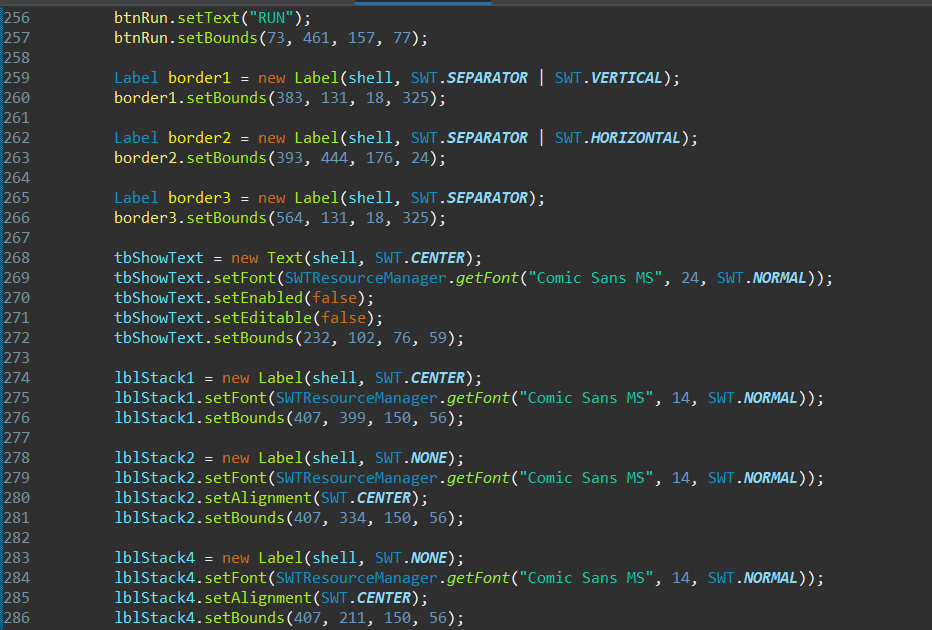 256 btnRun.setText("RUN");
257 btnRun.setBounds(73, 461, 157, 77);
258
259 Label border1 = new Label(shell, SWT.SEPARATOR | SWT.VERTICAL);
260 border1.setBounds(383, 131, 18, 325);
261
262 Label border2 = new Label(shell, SWT.SEPARATOR | SWT.HORIZONTAL);
263 border2.setBounds(393, 444, 176, 24);
264
265 Label border3 = new Label(shell, SWT.SEPARATOR);
266 border3.setBounds(564, 131, 18, 325);
267
268 tbShowText = new Text(shell, SWT.CENTER);
269 tbShowText.setFont(SWTResourceManager.getFont("Comic Sans MS", 24, SWT.NORMAL));
270 tbShowText.setEnabled(false);
271 tbShowText.setEditable(false);
272 tbShowText.setBounds(232, 102, 76, 59);
273
274 lblStack1 = new Label(shell, SWT.CENTER);
275 lblStack1.setFont(SWTResourceManager.getFont("Comic Sans MS", 14, SWT.NORMAL));
276 lblStack1.setBounds(407, 399, 150, 56);
277
278 lblStack2 = new Label(shell, SWT.NONE);
279 lblStack2.setFont(SWTResourceManager.getFont("Comic Sans MS", 14, SWT.NORMAL));
280 lblStack2.setAlignment(SWT.CENTER);
281 lblStack2.setBounds(407, 334, 150, 56);
282
283 lblStack4 = new Label(shell, SWT.NONE);
284 lblStack4.setFont(SWTResourceManager.getFont("Comic Sans MS", 14, SWT.NORMAL));
285 lblStack4.setAlignment(SWT.CENTER);
286 lblStack4.setBounds(407, 211, 150, 56);